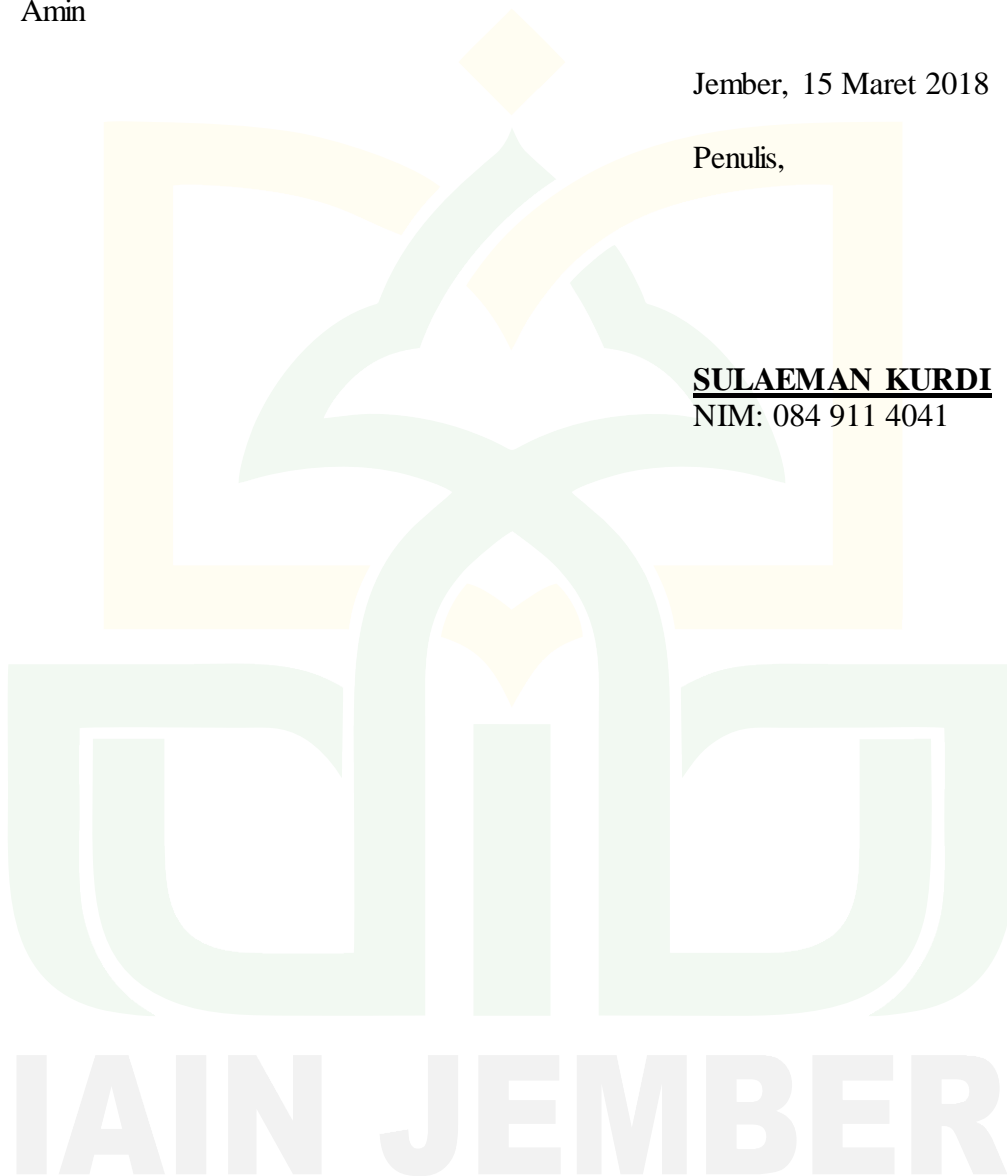 Amin
Jember, 15 Maret 2018
Penulis,
SULAEMAN KURDI
NIM: 084 911 4041
IAIN JEMBER